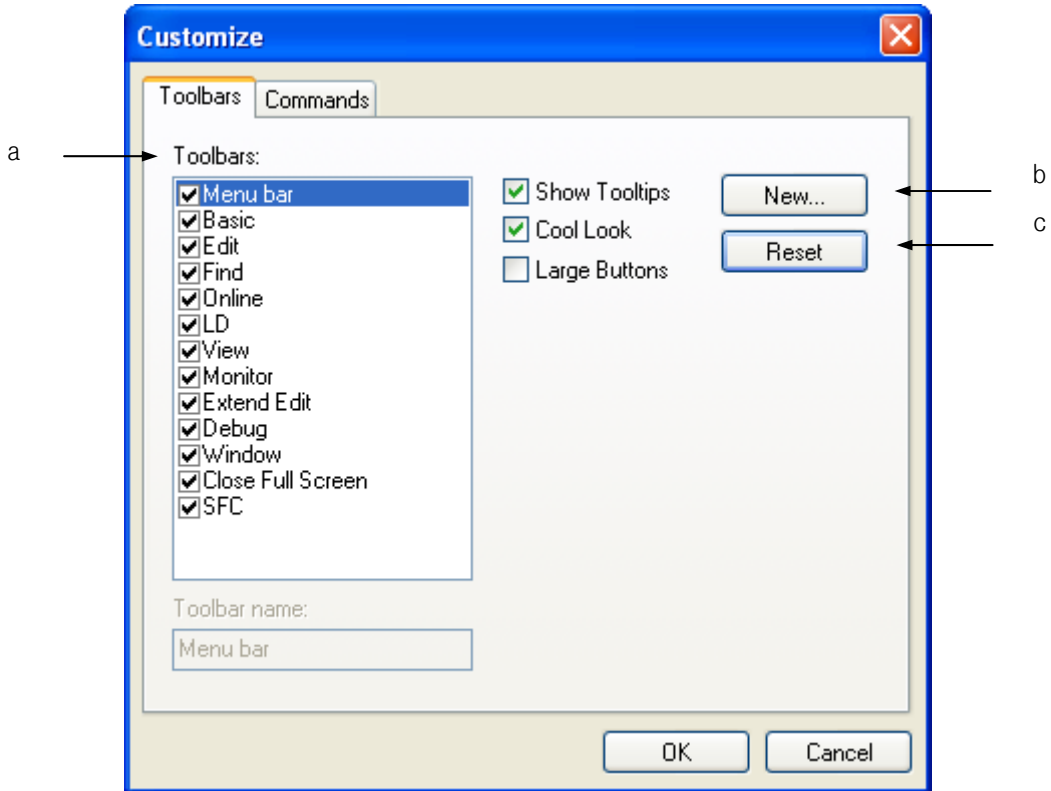 Customize
Toolbars
Commands
a
Toolbars:
Menu bar
Basic
Edit
Find
Online
LD
View
Monitor
Extend Edit
Debug
Window
Close Full Screen
SFC
Show Tooltips
Cool Look
Large Buttons
New...
Reset
b
c
Toolbar name:
Menu bar
OK
Cancel